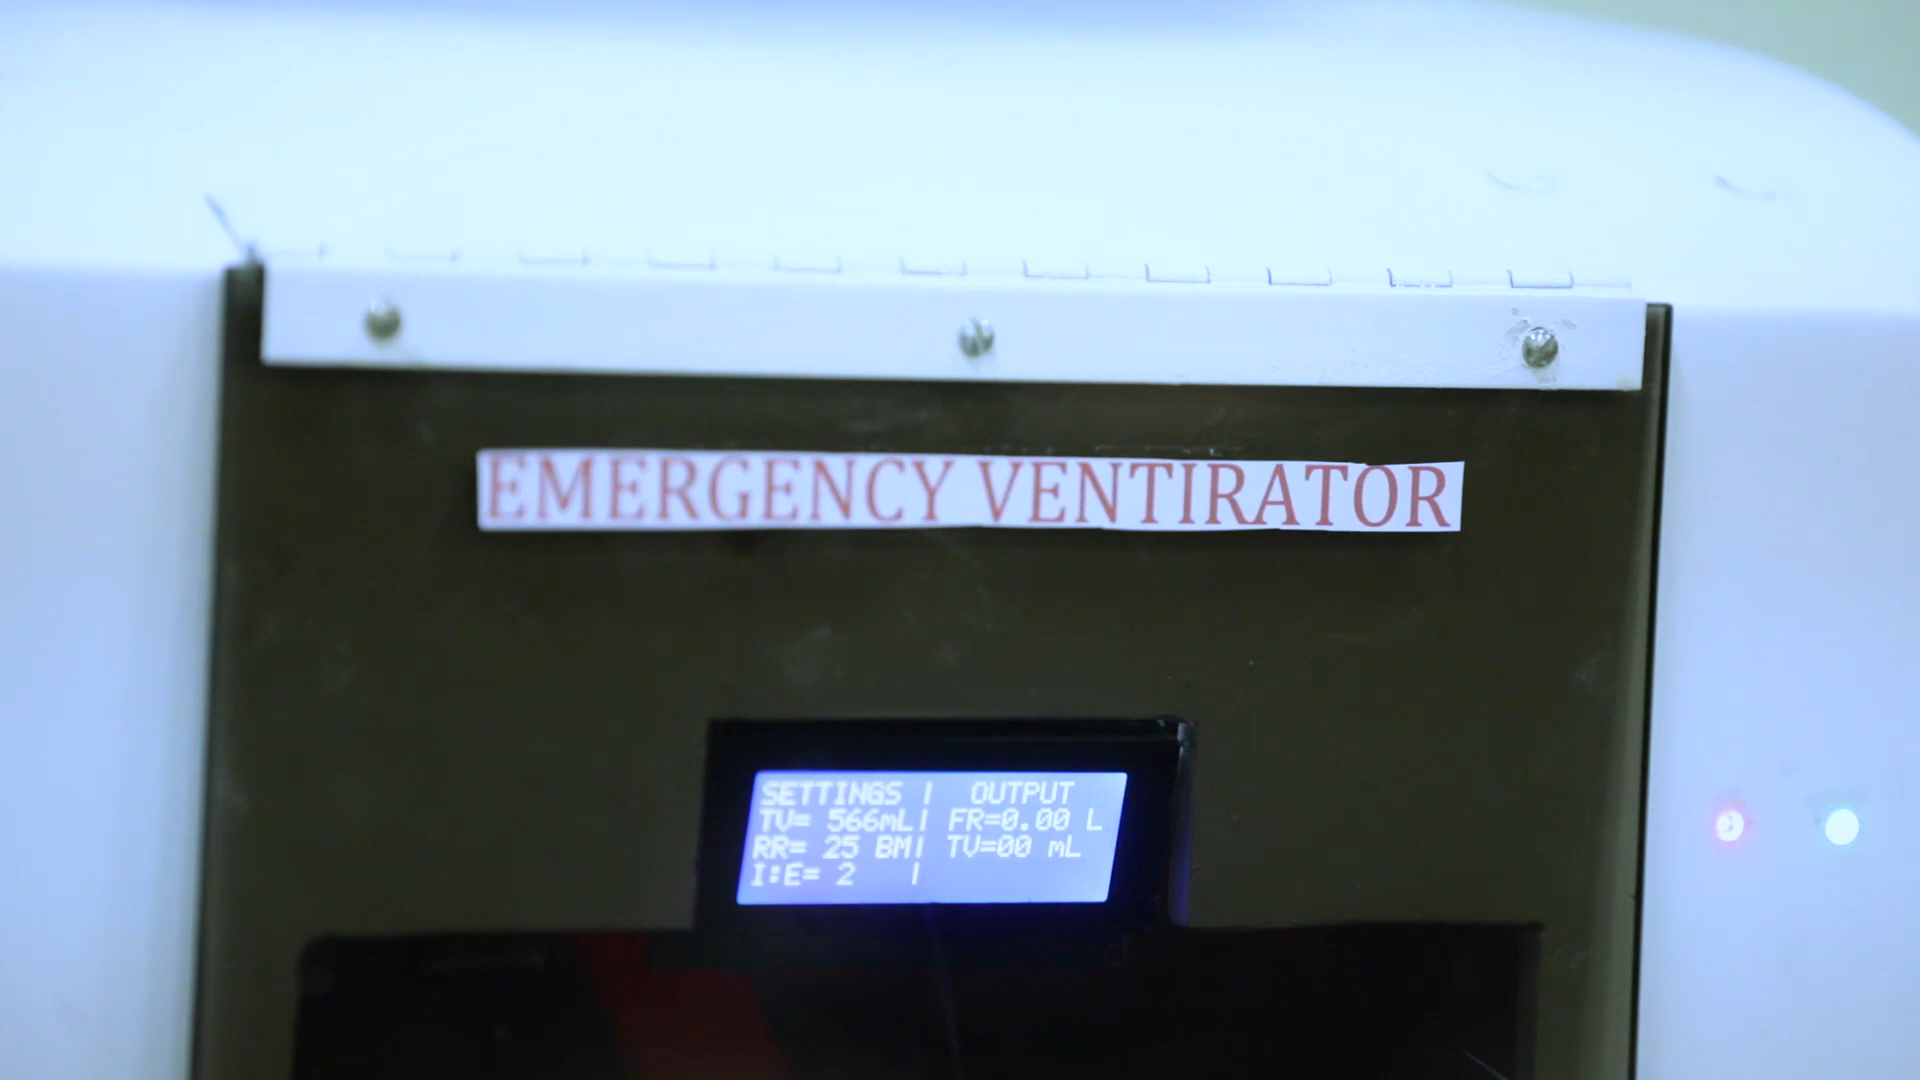 EMERGENCY VENTIRATOR
SETTINGS | OUTPUT
TV= 566mL| FR=0.00 L
RR= 25 BM| TV=00 mL
I:E= 2 |